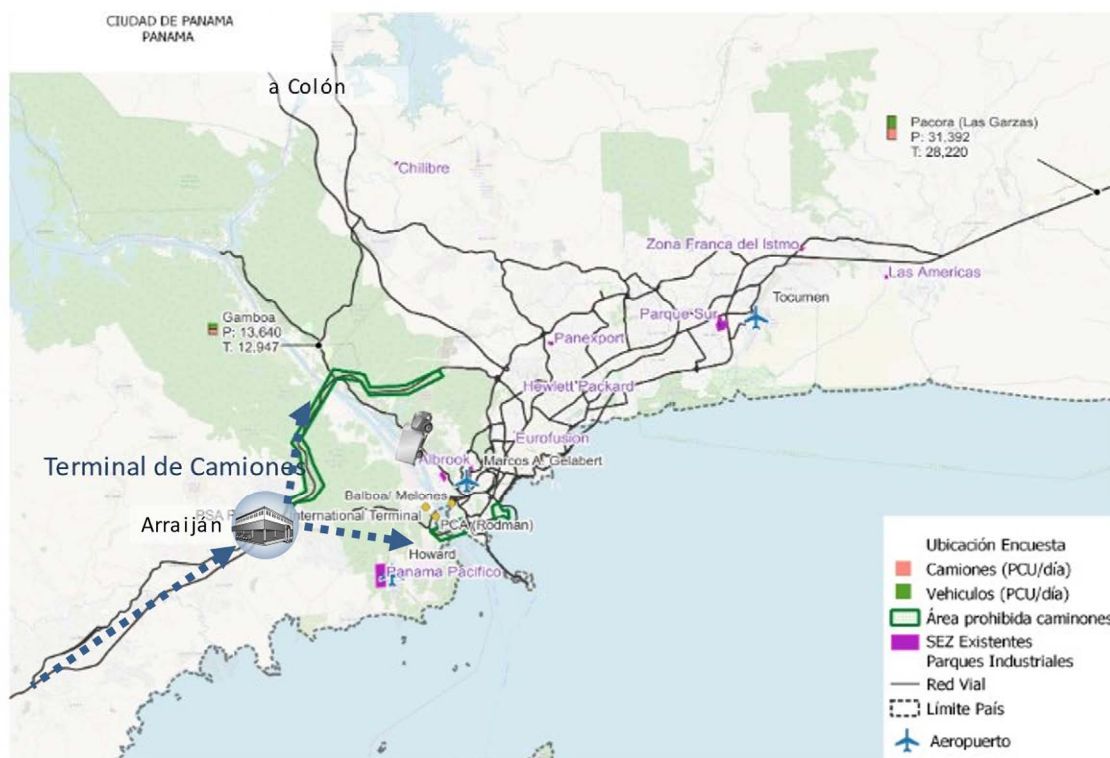 CIUDAD DE PANAMA
PANAMA
a Colón
Pacora (Las Garzas)
P: 31,392
T: 28,220
Chilibre
Zona Franca del Istmo
Las Americas
Tocumen
Parque Sur
Gamboa
P: 13,640
T: 12,947
Panexport
Hewlett Packard
Eurofusion
Terminal de Camiones
Albrook
Marcos A. Gelabert
Balboa/ Melones
PSA
International Terminal
Arraiján
PCA (Rodman)
Howard
Panama Pacífico
Ubicación Encuesta
Camiones (PCU/día)
Vehiculos (PCU/día)
Área prohibida caminones
SEZ Existentes
Parques Industriales
Red Vial
Límite País
Aeropuerto